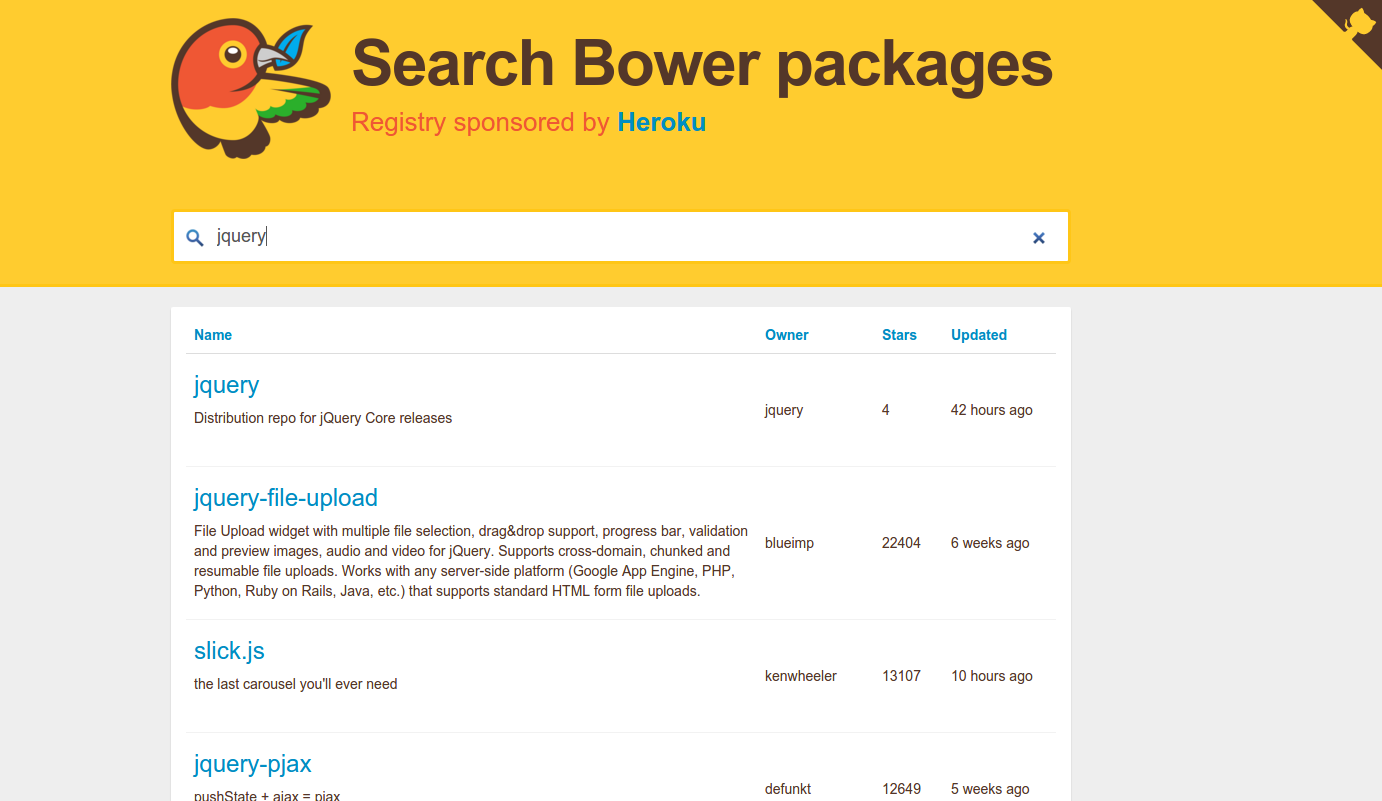 Search Bower packages
Registry sponsored by Heroku
jquery
Name Owner Stars Updated
jquery
Distribution repo for jQuery Core releases
jquery 4 42 hours ago
jquery-file-upload
File Upload widget with multiple file selection, drag&drop support, progress bar, validation
and preview images, audio and video for jQuery. Supports cross-domain, chunked and
resumable file uploads. Works with any server-side platform (Google App Engine, PHP,
Python, Ruby on Rails, Java, etc.) that supports standard HTML form file uploads.
blueimp 22404 6 weeks ago
slick.js
the last carousel you'll ever need
kenwheeler 13107 10 hours ago
jquery-pjax
pushState + ajax = pjax
defunkt 12649 5 weeks ago